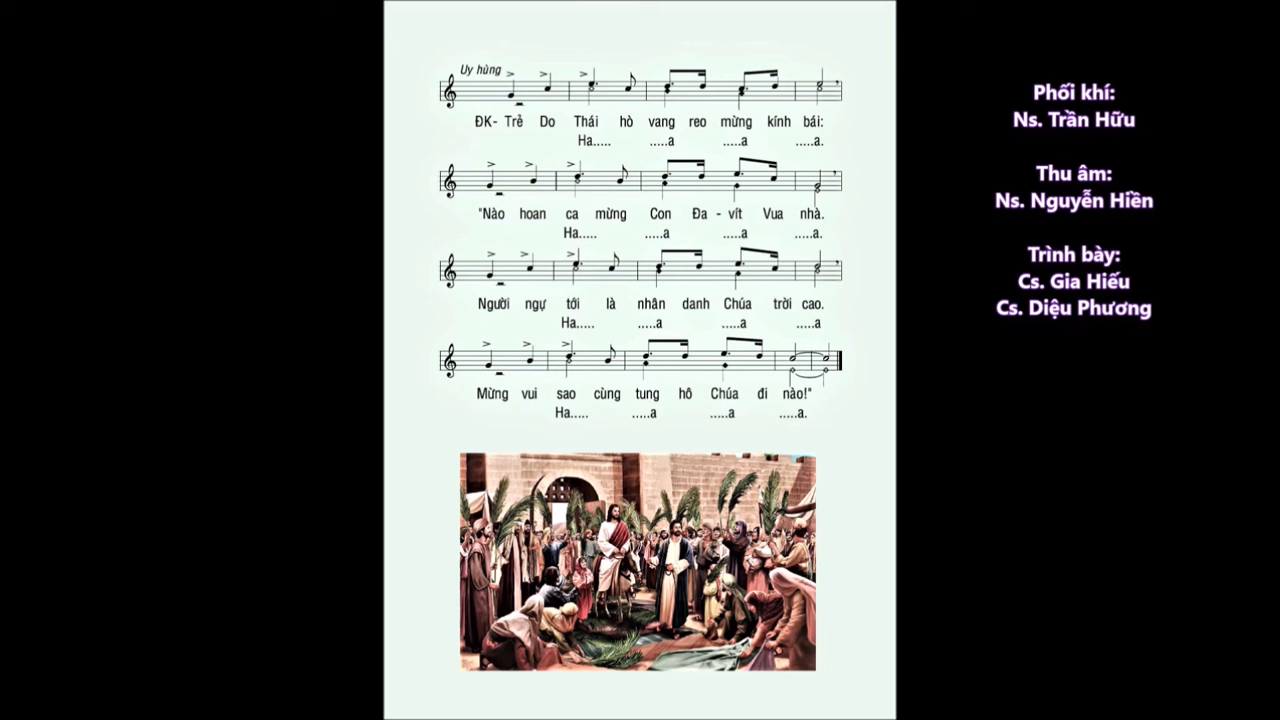 Uy hùng
ĐK- Trẻ Do Thái hò vang reo mừng kính bái:
Ha..... .....a .....a .....a.
"Nào hoan ca mừng Con Đa - vít Vua nhà.
Ha..... .....a .....a .....a.
Người ngự tới là nhân danh Chúa trời cao.
Ha..... .....a .....a .....a
Mừng vui sao cùng tung hô Chúa đi nào!"
Ha..... .....a .....a .....a.
Phối khí:
Ns. Trần Hữu
Thu âm:
Ns. Nguyễn Hiền
Trình bày:
Cs. Gia Hiếu
Cs. Diệu Phương